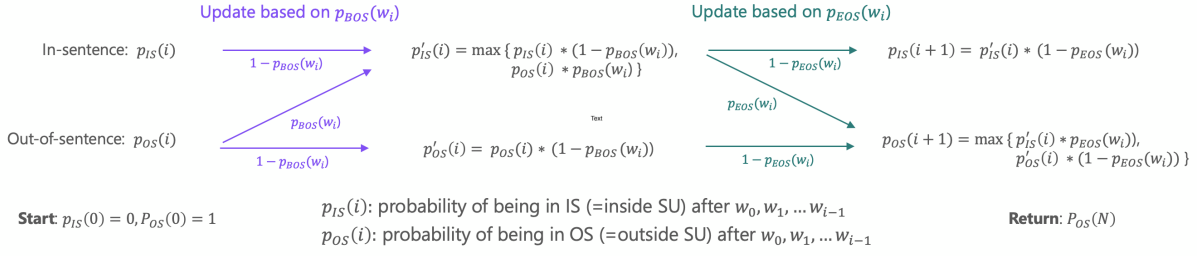 Update based on p_BOS(w_i)
Update based on p_EOS(w_i)
In-sentence: p_IS(i)
1 − p_BOS(w_i)
p′_IS(i) = max { p_IS(i) * (1 − p_BOS(w_i)),
p_OS(i) * p_BOS(w_i) }
1 − p_EOS(w_i)
p_IS(i + 1) = p′_IS(i) * (1 − p_EOS(w_i))
p_BOS(w_i)
p_EOS(w_i)
Text
Out-of-sentence: p_OS(i)
1 − p_BOS(w_i)
p′_OS(i) = p_OS(i) * (1 − p_BOS(w_i))
1 − p_EOS(w_i)
p_OS(i + 1) = max { p′_IS(i) * p_EOS(w_i)),
p′_OS(i) * (1 − p_EOS(w_i)) }
Start: p_IS(0) = 0, P_OS(0) = 1
p_IS(i): probability of being in IS (=inside SU) after w_0, w_1, … w_{i−1}
p_OS(i): probability of being in OS (=outside SU) after w_0, w_1, … w_{i−1}
Return: P_OS(N)